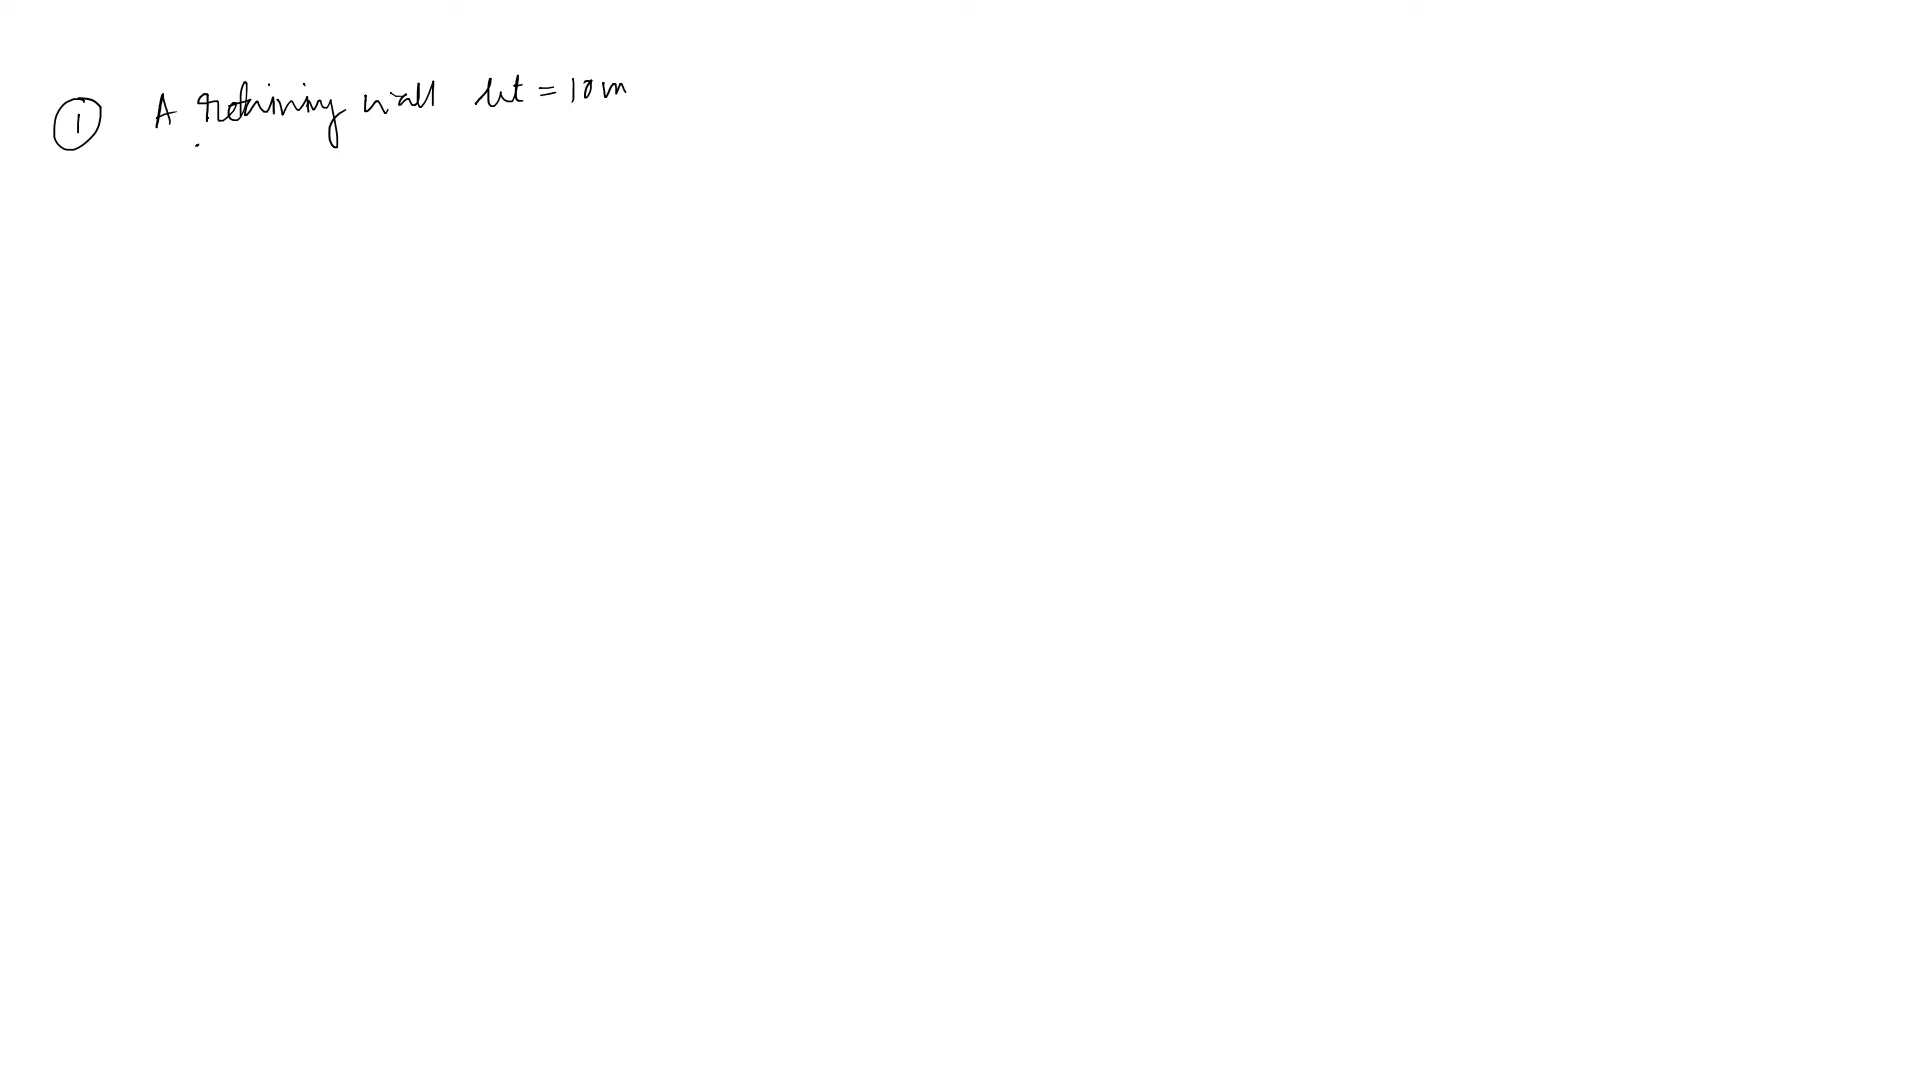 ① A retaining wall ht = 10m